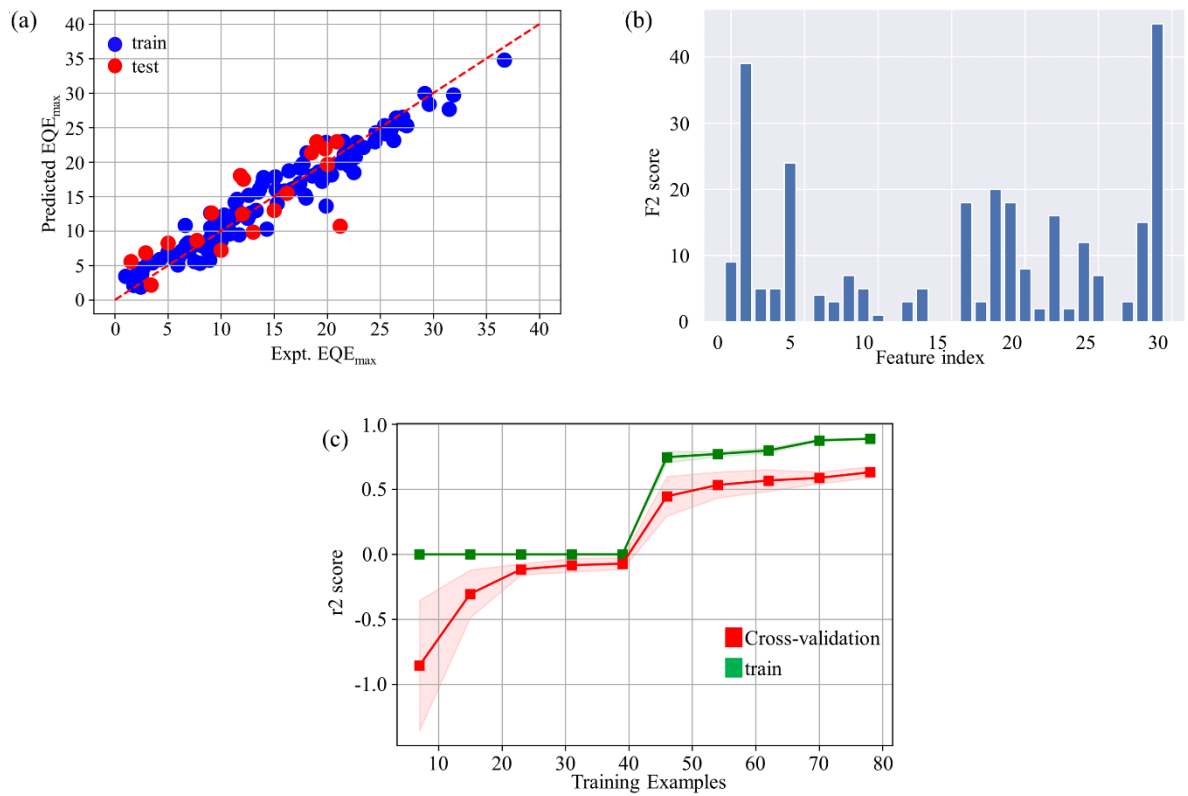 (a)
40
35
30
25
20
15
10
5
0
Predicted EQEmax
train
test
0 5 10 15 20 25 30 35 40
Expt. EQEmax
(b)
40
30
20
10
0
F2 score
0 5 10 15 20 25 30
Feature index
(c)
1.0
0.5
0.0
-0.5
-1.0
r2 score
Cross-validation
train
10 20 30 40 50 60 70 80
Training Examples